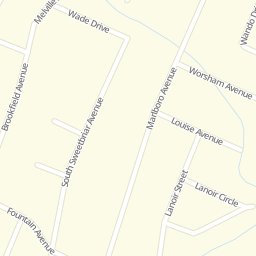 Melville
Wade Drive
Wando
Brookfield Avenue
Worsham Avenue
Marlboro Avenue
South Sweetbriar Avenue
Louise Avenue
Lanoir Street
Lanoir Circle
Fountain Avenue